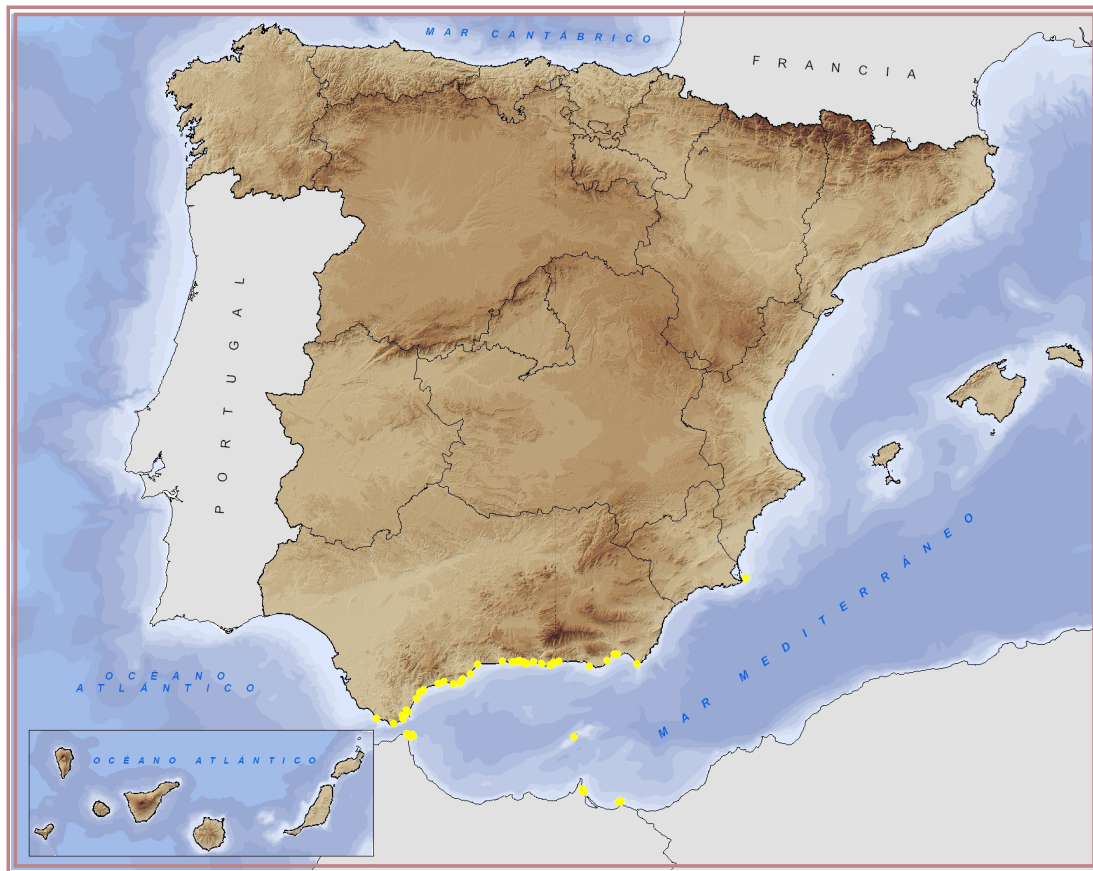 MAR CANTÁBRICO
FRANCIA
PORTUGAL
MAR MEDITERRÁNEO
OCÉANO
ATLÁNTICO
OCÉANO ATLÁNTICO